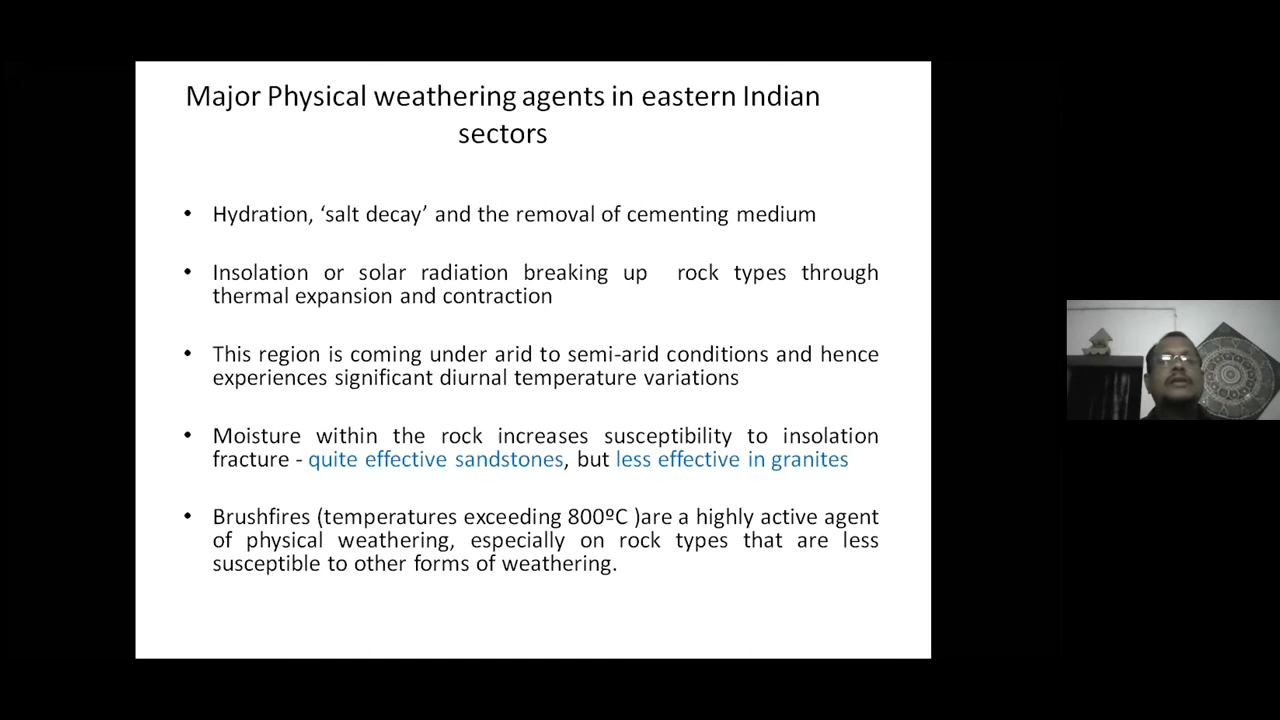 Major Physical weathering agents in eastern Indian
sectors
• Hydration, ‘salt decay’ and the removal of cementing medium
• Insolation or solar radiation breaking up rock types through
thermal expansion and contraction
• This region is coming under arid to semi-arid conditions and hence
experiences significant diurnal temperature variations
• Moisture within the rock increases susceptibility to insolation
fracture - quite effective sandstones, but less effective in granites
• Brushfires (temperatures exceeding 800ºC )are a highly active agent
of physical weathering, especially on rock types that are less
susceptible to other forms of weathering.